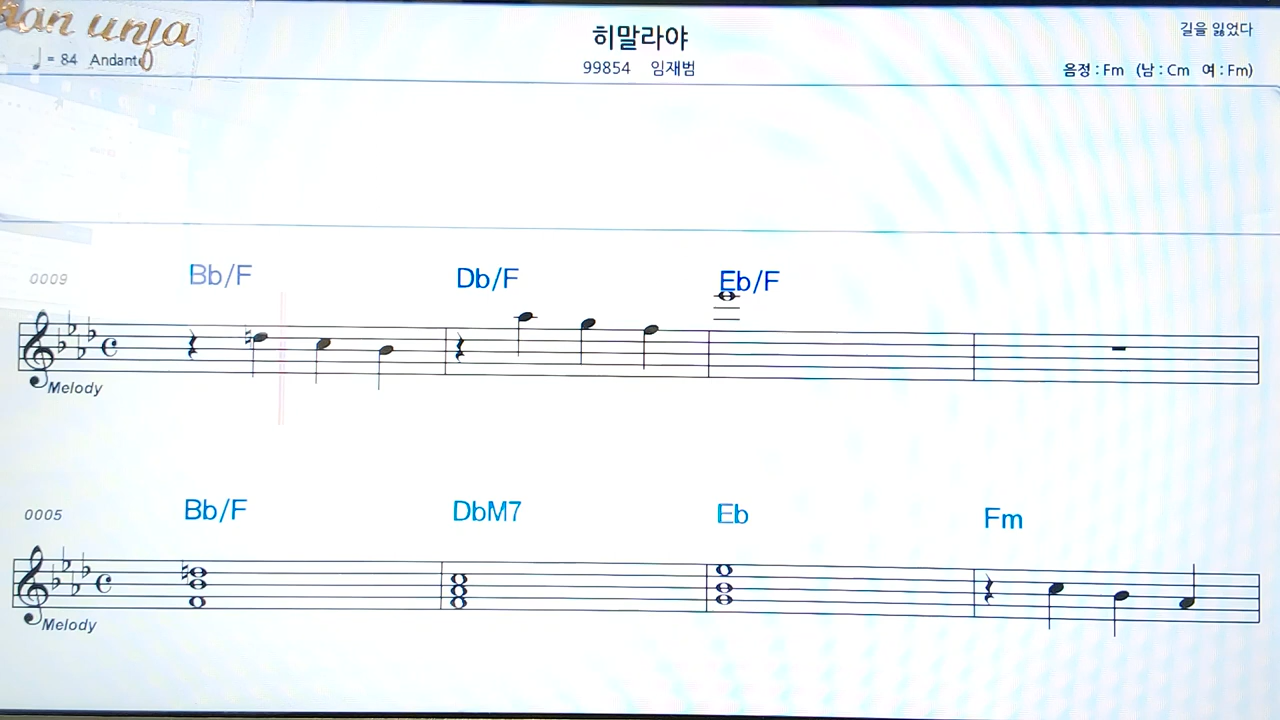 히말라야
길을 잃었다
♩ = 84 Andante
99854 임재범
음정 : Fm (남 : Cm 여 : Fm)
0009
Bb/F Db/F Eb/F
Melody
0005
Bb/F DbM7 Eb Fm
Melody